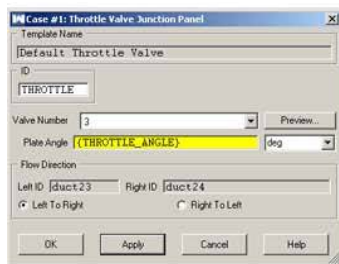 Case #1: Throttle Valve Junction Panel
Template Name
Default Throttle Valve
ID
THROTTLE
Valve Number 3 Preview...
Plate Angle {THROTTLE_ANGLE} deg
Flow Direction
Left ID duct23 Right ID duct24
Left To Right Right To Left
OK Apply Cancel Help